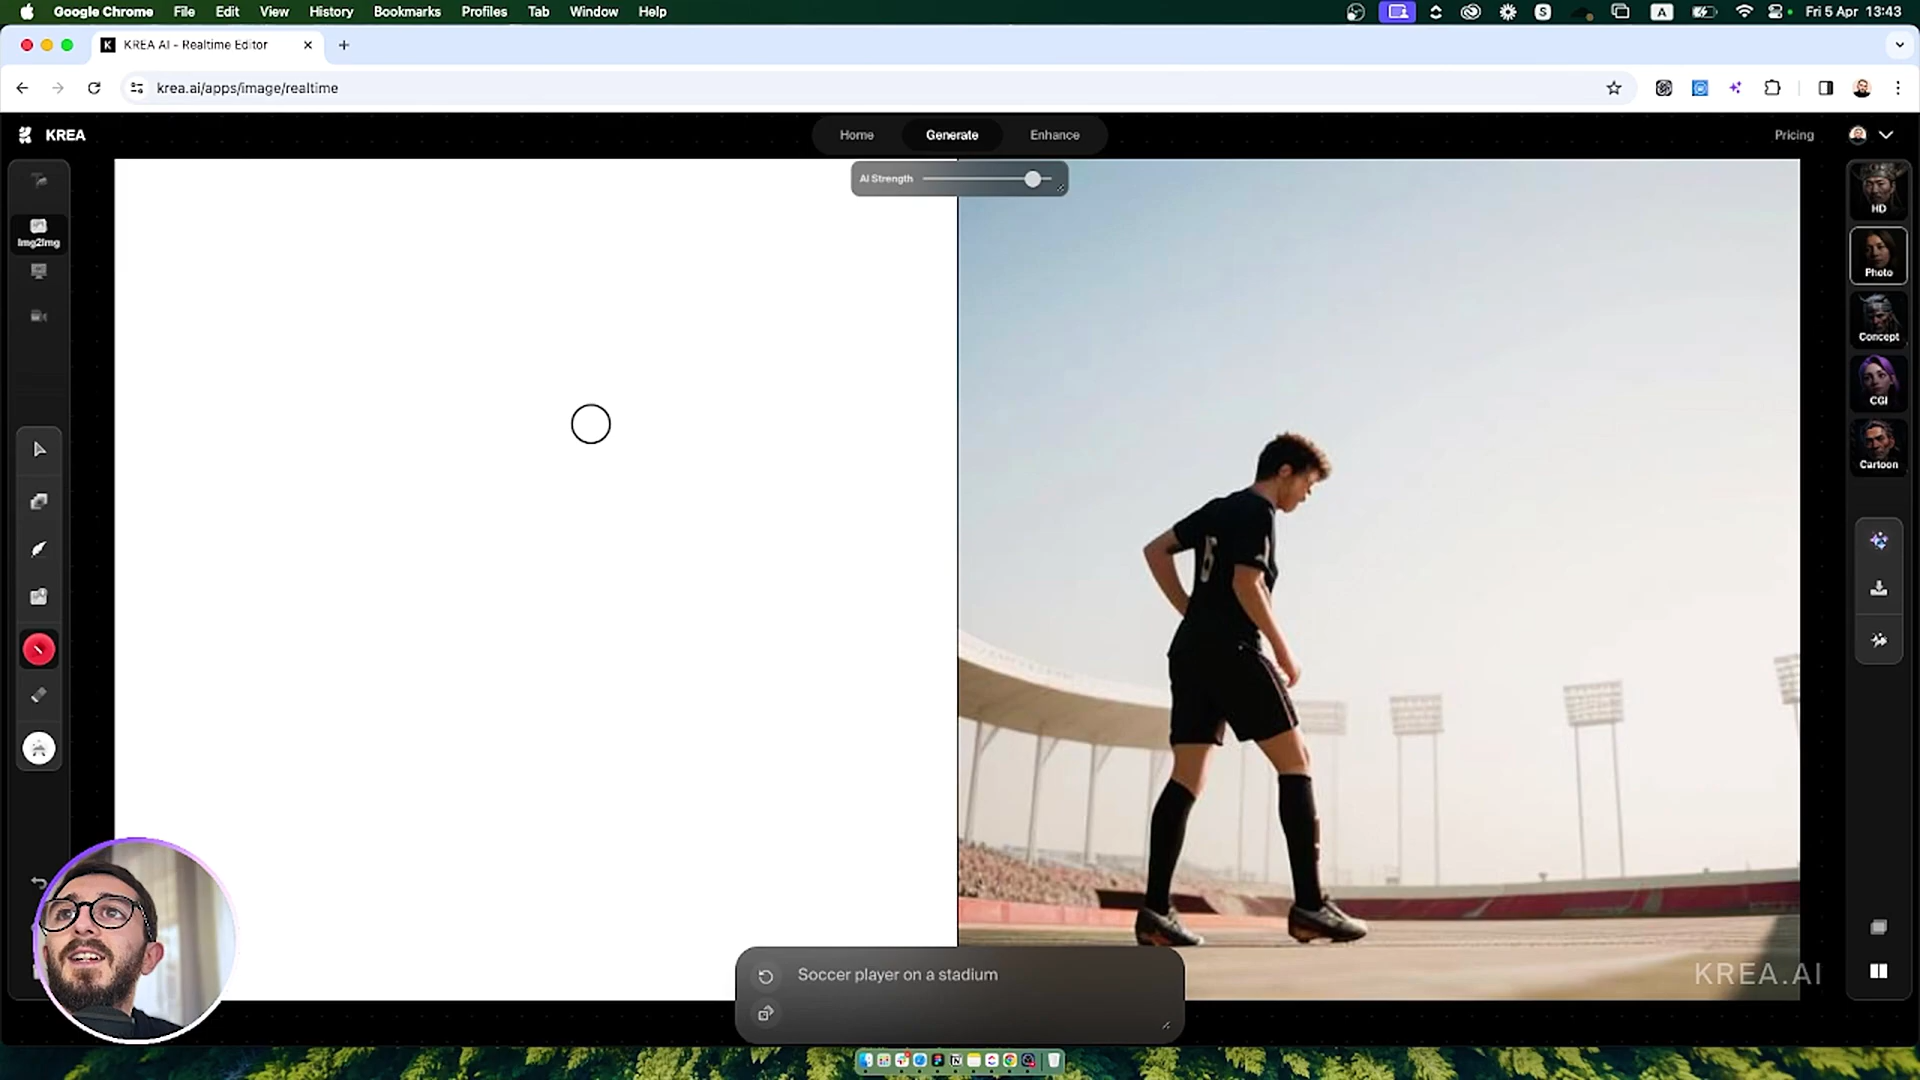 Google Chrome File Edit View History Bookmarks Profiles Tab Window Help
Fri 5 Apr 13:43
KREA AI - Realtime Editor
krea.ai/apps/image/realtime
KREA
Home Generate Enhance
Pricing
AI Strength
Img2Img
HD
Photo
Concept
CGI
Cartoon
6
Soccer player on a stadium
KREA.AI